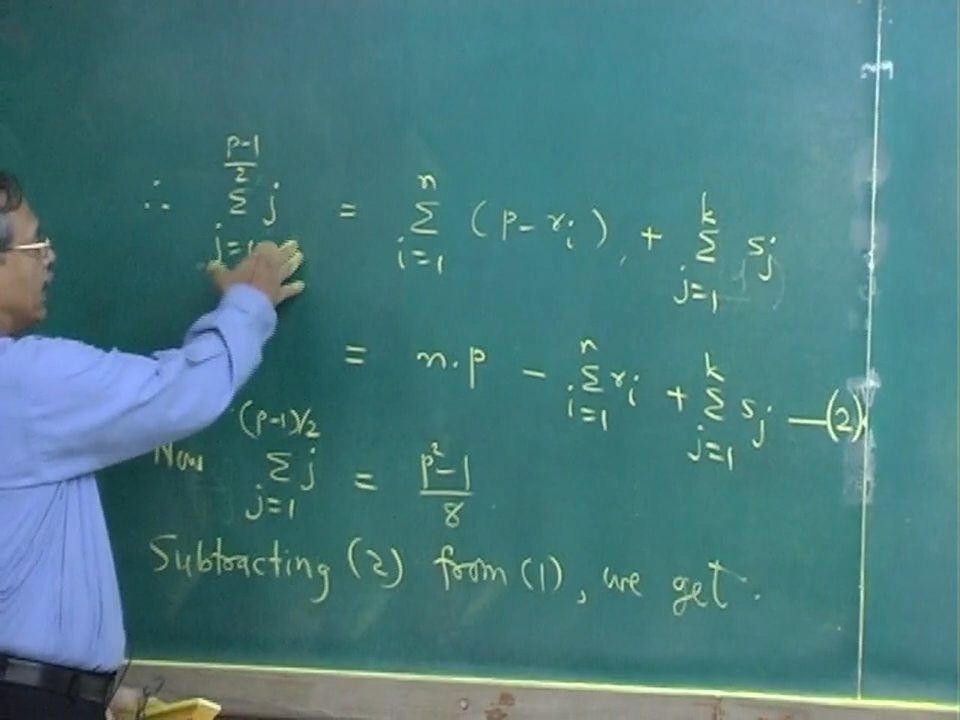 ∴ Σ_{j=1}^{(p-1)/2} j = Σ_{i=1}^{n} (p - r_i) + Σ_{j=1}^{k} s_j
= n.p - Σ_{i=1}^{n} r_i + Σ_{j=1}^{k} s_j —(2)
Now Σ_{j=1}^{(p-1)/2} j = (p²-1)/8
Subtracting (2) from (1), we get.